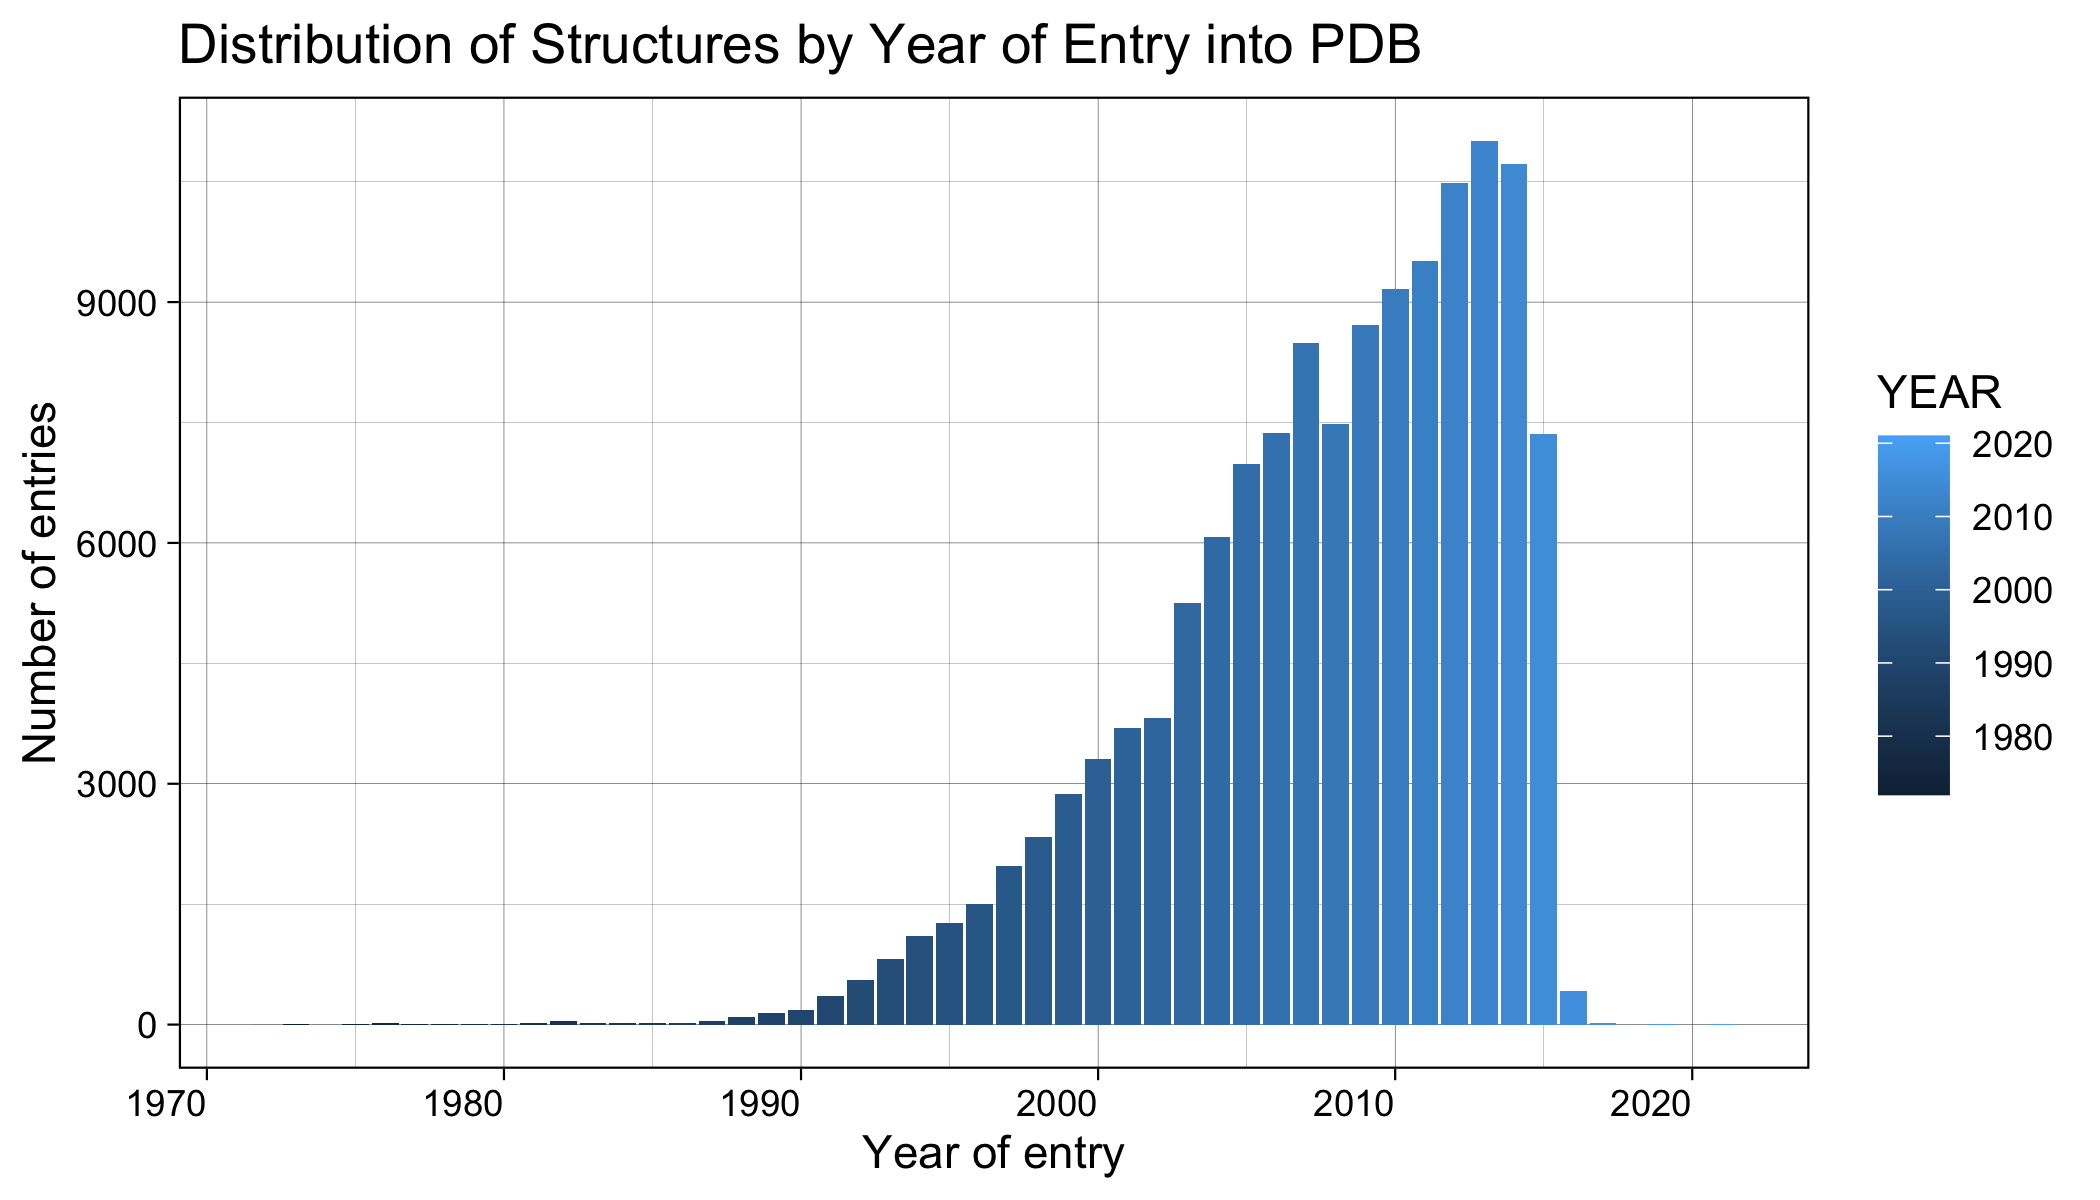 Distribution of Structures by Year of Entry into PDB
Number of entries
9000
6000
3000
0
1970 1980 1990 2000 2010 2020
Year of entry
YEAR
2020
2010
2000
1990
1980